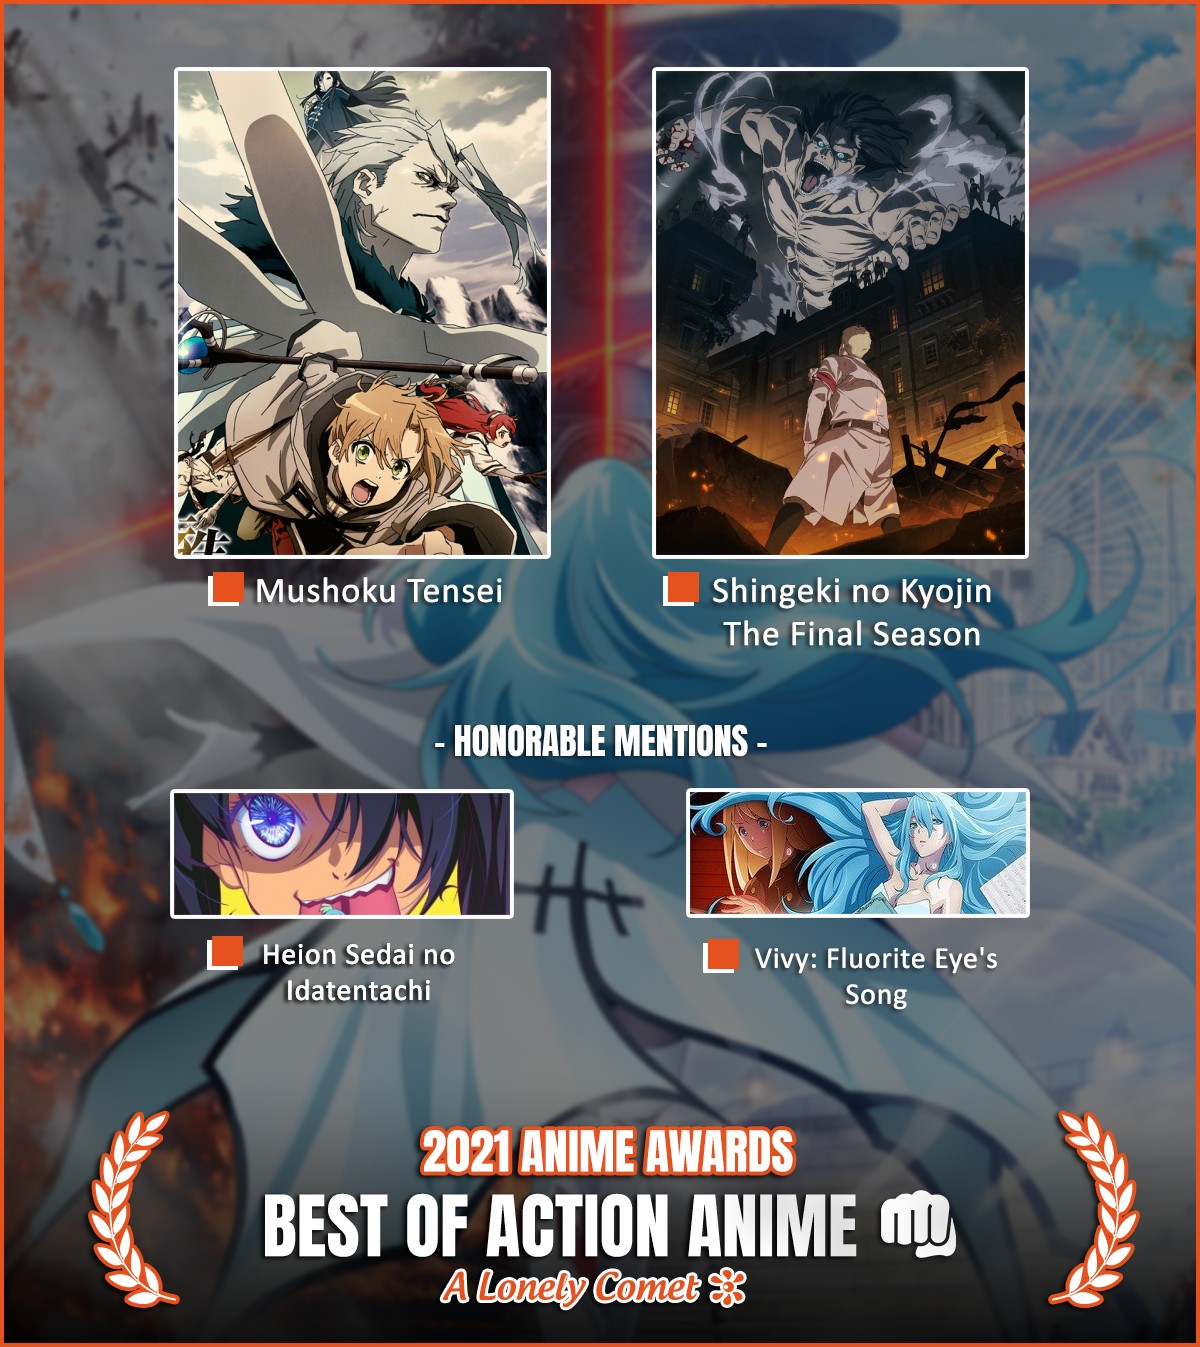 Mushoku Tensei
Shingeki no Kyojin
The Final Season
- HONORABLE MENTIONS -
Heion Sedai no
Idatentachi
Vivy: Fluorite Eye's
Song
2021 ANIME AWARDS
BEST OF ACTION ANIME
A Lonely Comet